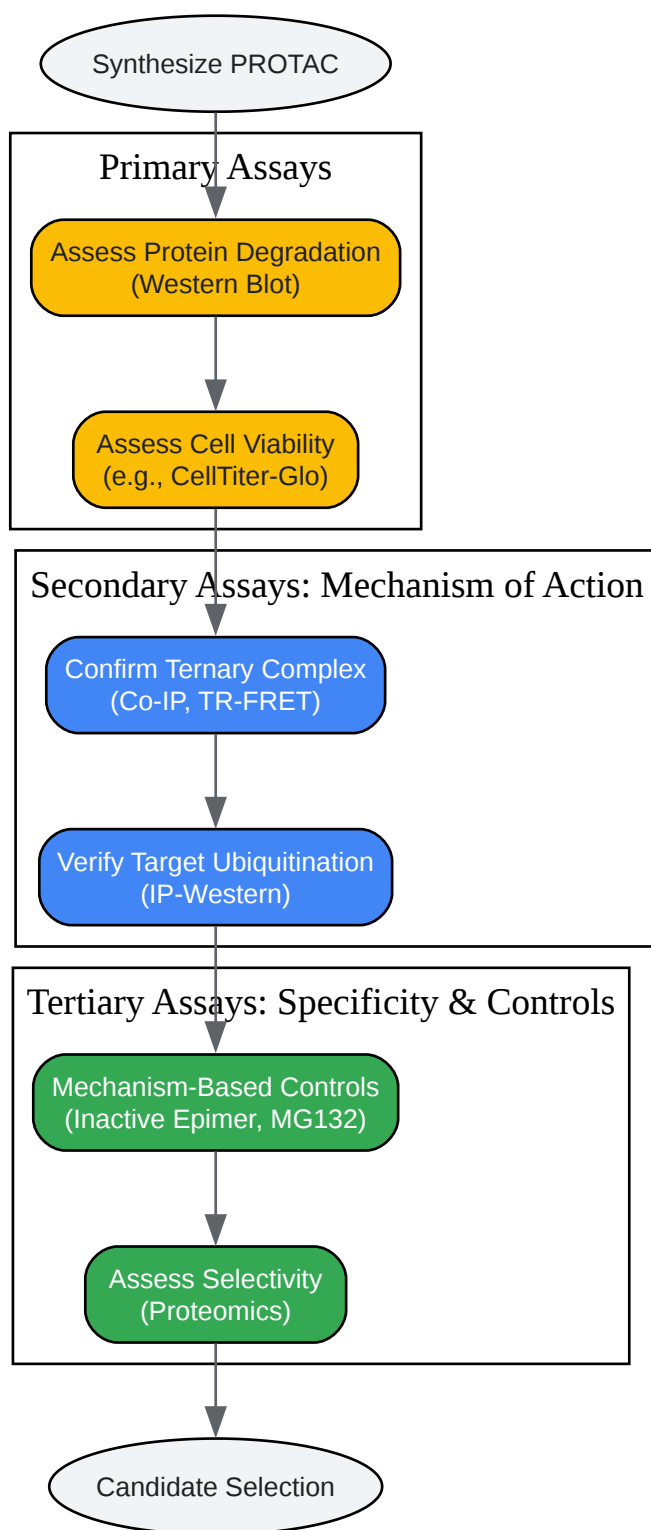 Synthesize PROTAC
Primary Assays
Assess Protein Degradation
(Western Blot)
Assess Cell Viability
(e.g., CellTiter-Glo)
Secondary Assays: Mechanism of Action
Confirm Ternary Complex
(Co-IP, TR-FRET)
Verify Target Ubiquitination
(IP-Western)
Tertiary Assays: Specificity & Controls
Mechanism-Based Controls
(Inactive Epimer, MG132)
Assess Selectivity
(Proteomics)
Candidate Selection